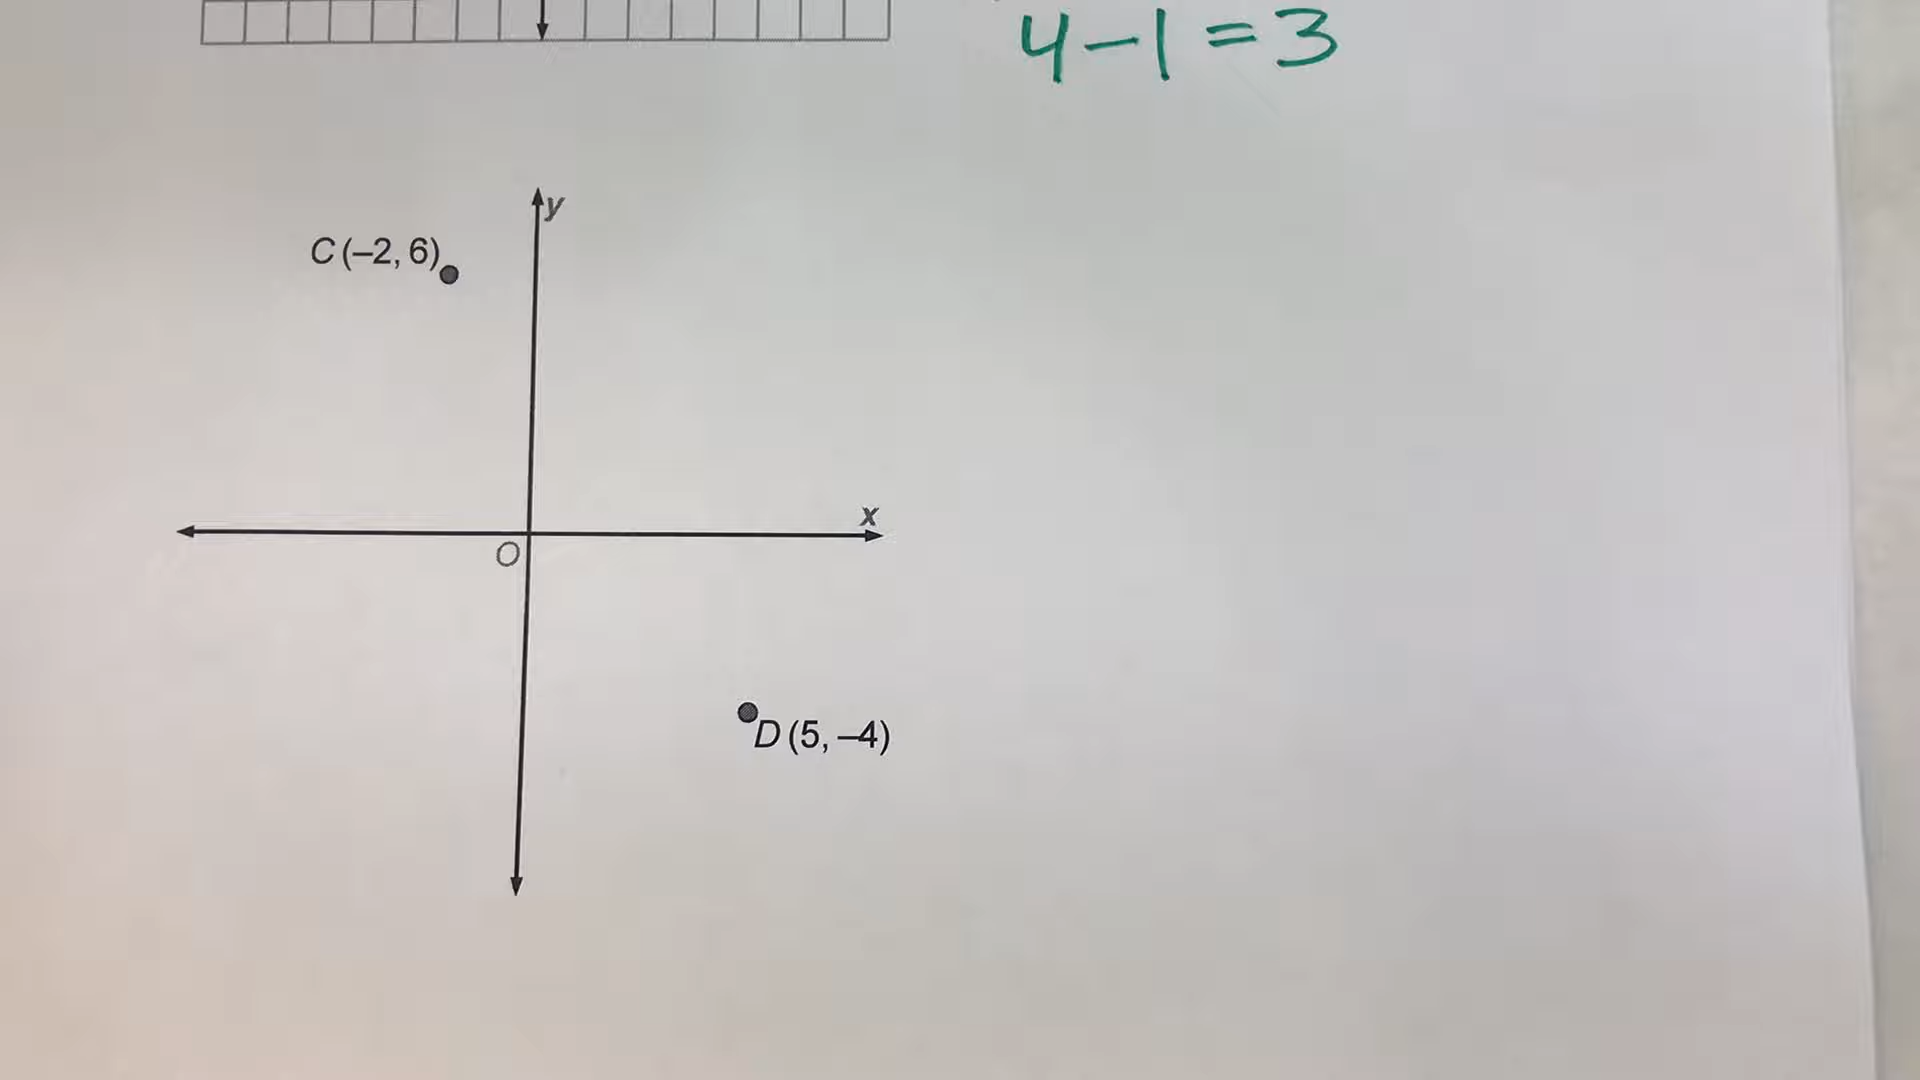 4-1=3
y
C (–2, 6)
x
O
D (5, –4)